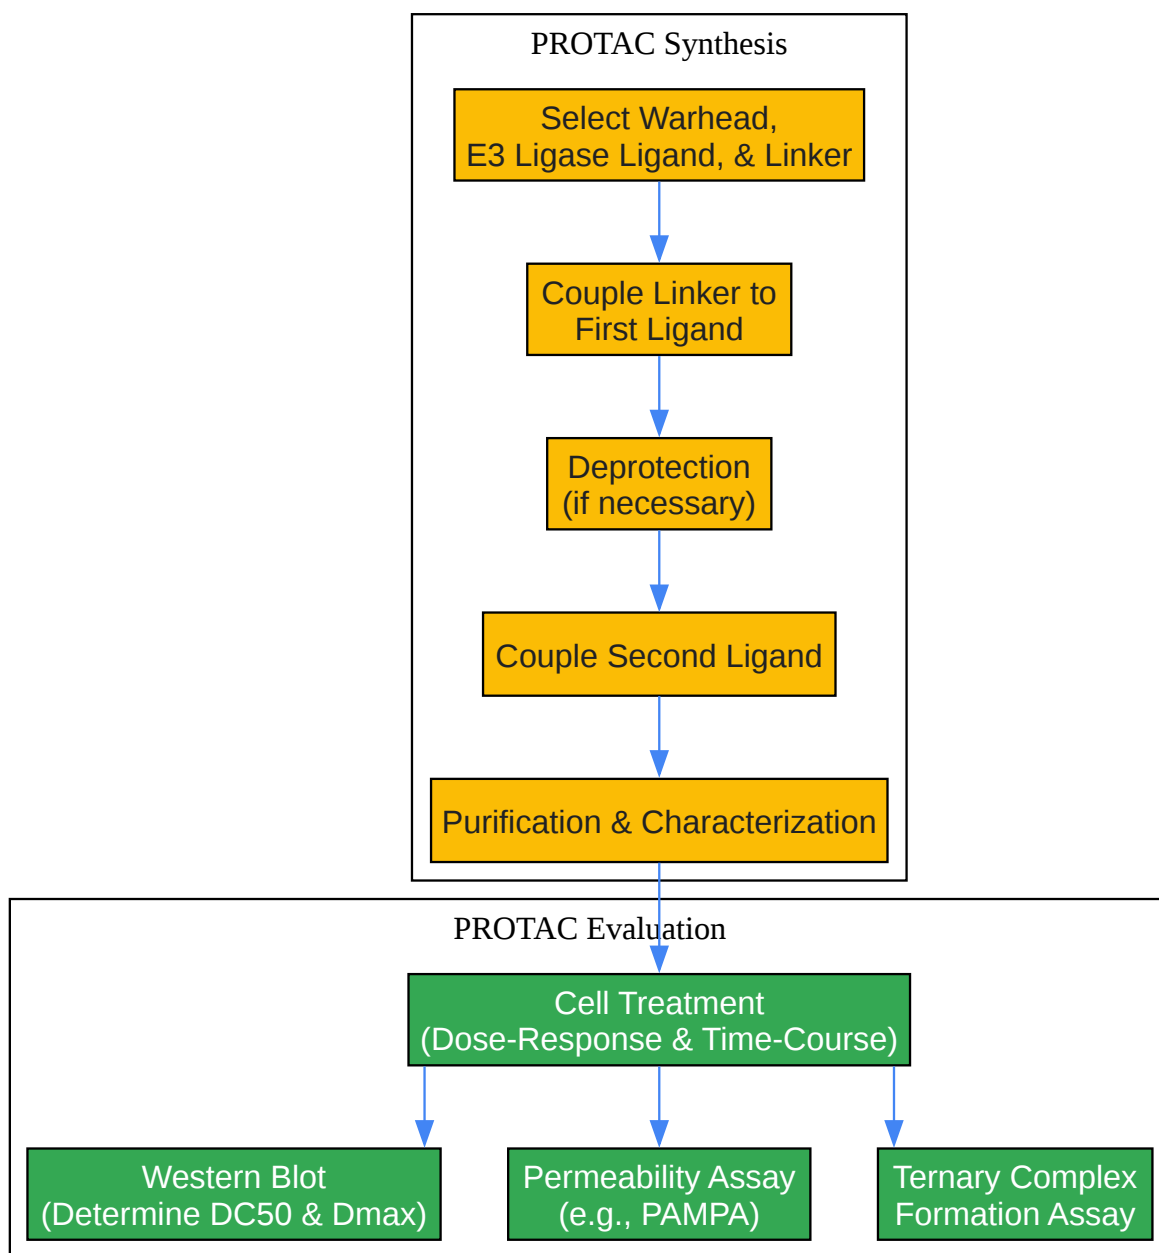 PROTAC Synthesis
Select Warhead,
E3 Ligase Ligand, & Linker
Couple Linker to
First Ligand
Deprotection
(if necessary)
Couple Second Ligand
Purification & Characterization
PROTAC Evaluation
Cell Treatment
(Dose-Response & Time-Course)
Western Blot
(Determine DC50 & Dmax)
Permeability Assay
(e.g., PAMPA)
Ternary Complex
Formation Assay